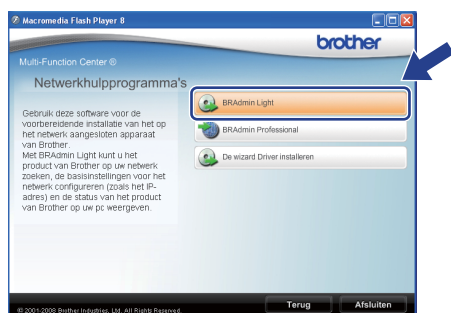 Macromedia Flash Player 8
brother
Multi-Function Center ®
Netwerkhulpprogramma's
Gebruik deze software voor de
voorbereidende installatie van het op
het netwerk aangesloten apparaat
van Brother.
Met BRAdmin Light kunt u het
product van Brother op uw netwerk
zoeken, de basisinstellingen voor het
netwerk configureren (zoals het IP-
adres) en de status van het product
van Brother op uw pc weergeven.
BRAdmin Light
BRAdmin Professional
De wizard Driver installeren
© 2001-2008 Brother Industries, Ltd. All Rights Reserved.
Terug
Afsluiten